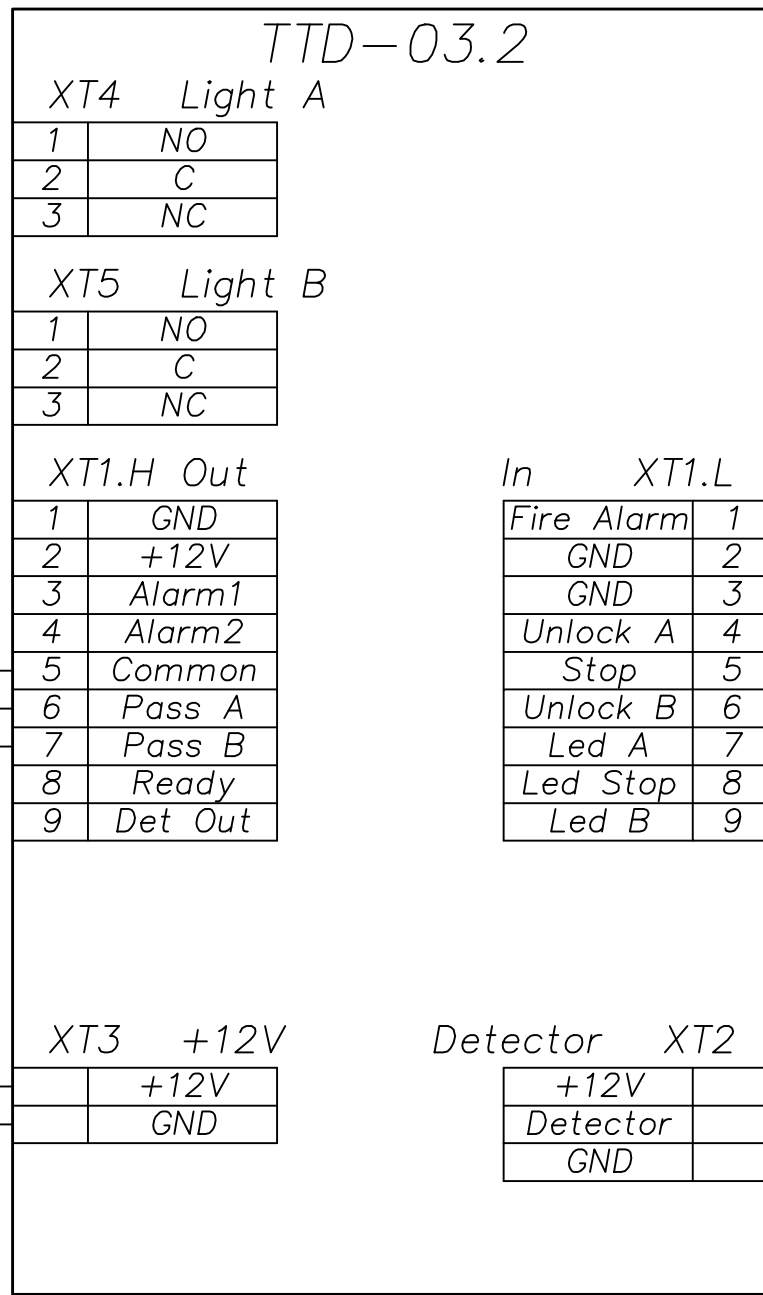 TTD-03.2
XT4 Light A
1 NO
2 C
3 NC
XT5 Light B
1 NO
2 C
3 NC
XT1.H Out
1 GND
2 +12V
3 Alarm1
4 Alarm2
5 Common
6 Pass A
7 Pass B
8 Ready
9 Det Out
In XT1.L
Fire Alarm 1
GND 2
GND 3
Unlock A 4
Stop 5
Unlock B 6
Led A 7
Led Stop 8
Led B 9
XT3 +12V
+12V
GND
Detector XT2
+12V
Detector
GND